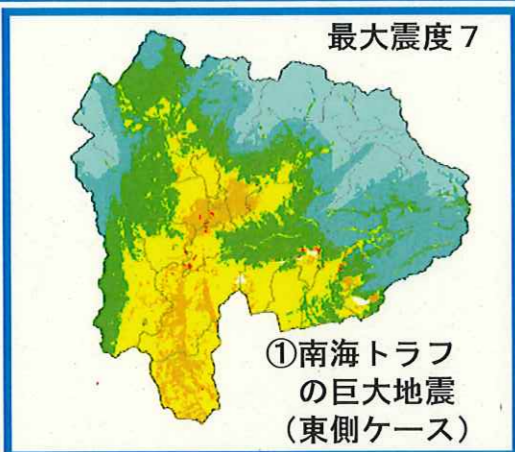 最大震度７
①南海トラフ
の巨大地震
（東側ケース）